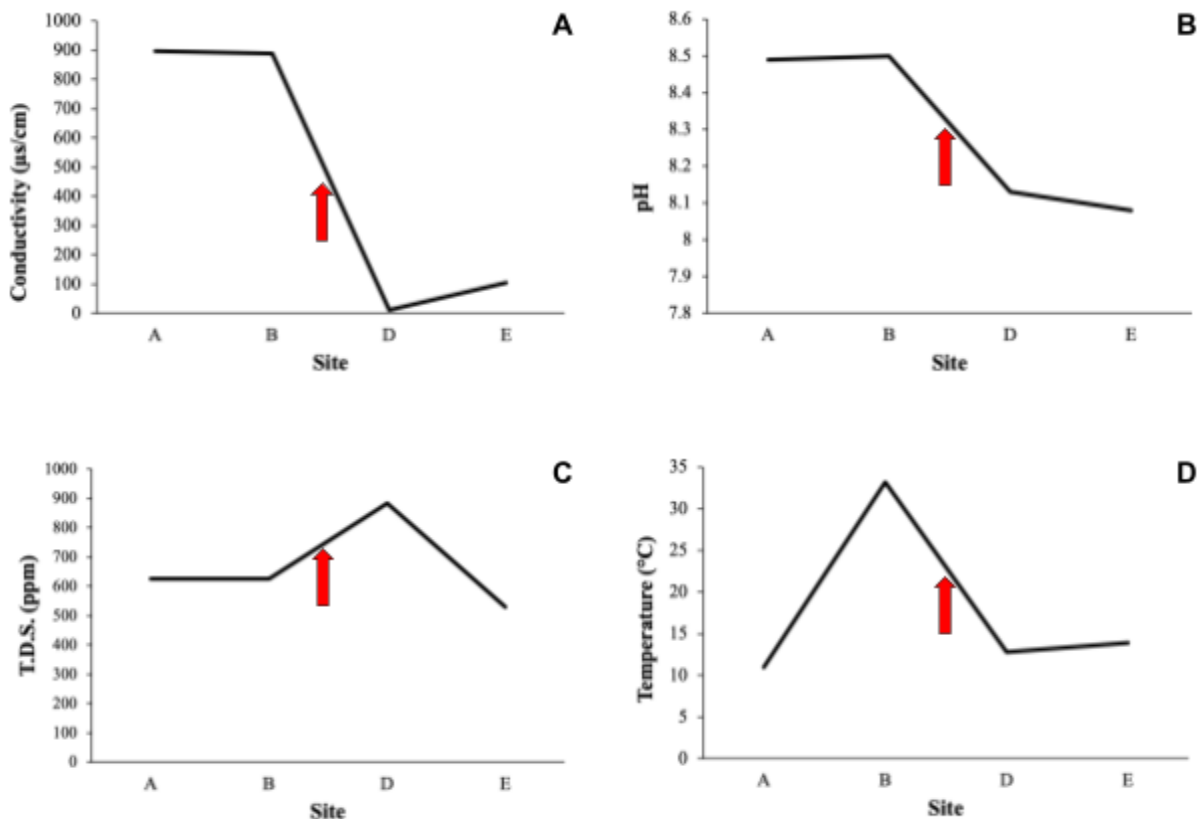 A
Conductivity (µs/cm)
1000
900
800
700
600
500
400
300
200
100
0
A B D E
Site
B
pH
8.6
8.5
8.4
8.3
8.2
8.1
8
7.9
7.8
A B D E
Site
C
T.D.S. (ppm)
1000
900
800
700
600
500
400
300
200
100
0
A B D E
Site
D
Temperature (°C)
35
30
25
20
15
10
5
0
A B D E
Site